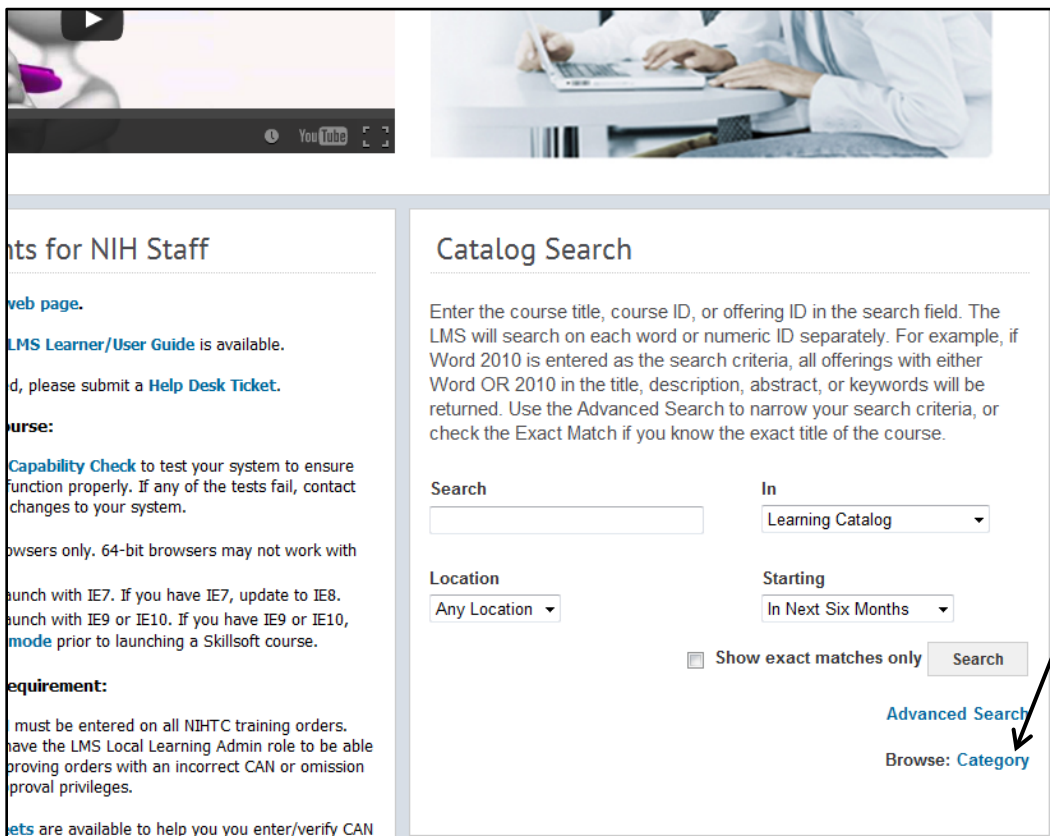 YouTube
nts for NIH Staff
web page.
LMS Learner/User Guide is available.
d, please submit a Help Desk Ticket.
ourse:
Capability Check to test your system to ensure
function properly. If any of the tests fail, contact
changes to your system.
owsers only. 64-bit browsers may not work with
aunch with IE7. If you have IE7, update to IE8.
aunch with IE9 or IE10. If you have IE9 or IE10,
mode prior to launching a Skillsoft course.
equirement:
must be entered on all NIHTC training orders.
have the LMS Local Learning Admin role to be able
proving orders with an incorrect CAN or omission
proval privileges.
ets are available to help you you enter/verify CAN
Catalog Search
Enter the course title, course ID, or offering ID in the search field. The
LMS will search on each word or numeric ID separately. For example, if
Word 2010 is entered as the search criteria, all offerings with either
Word OR 2010 in the title, description, abstract, or keywords will be
returned. Use the Advanced Search to narrow your search criteria, or
check the Exact Match if you know the exact title of the course.
Search In
Learning Catalog
Location Starting
Any Location In Next Six Months
Show exact matches only Search
Advanced Search
Browse: Category